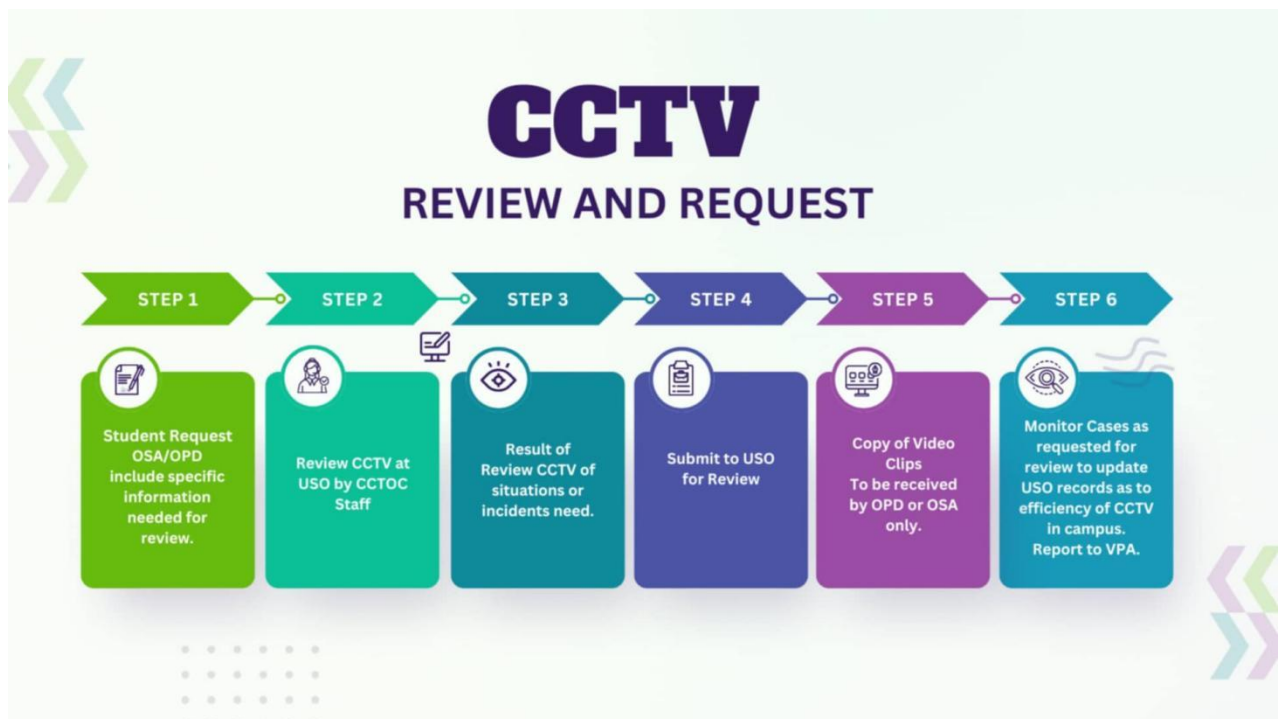 CCTV
REVIEW AND REQUEST
STEP 1
STEP 2
STEP 3
STEP 4
STEP 5
STEP 6
Student Request
OSA/OPD
include specific
information
needed for
review.
Review CCTV at
USO by CCTOC
Staff
Result of
Review CCTV of
situations or
incidents need.
Submit to USO
for Review
Copy of Video
Clips
To be received
by OPD or OSA
only.
Monitor Cases as
requested for
review to update
USO records as to
efficiency of CCTV
in campus.
Report to VPA.